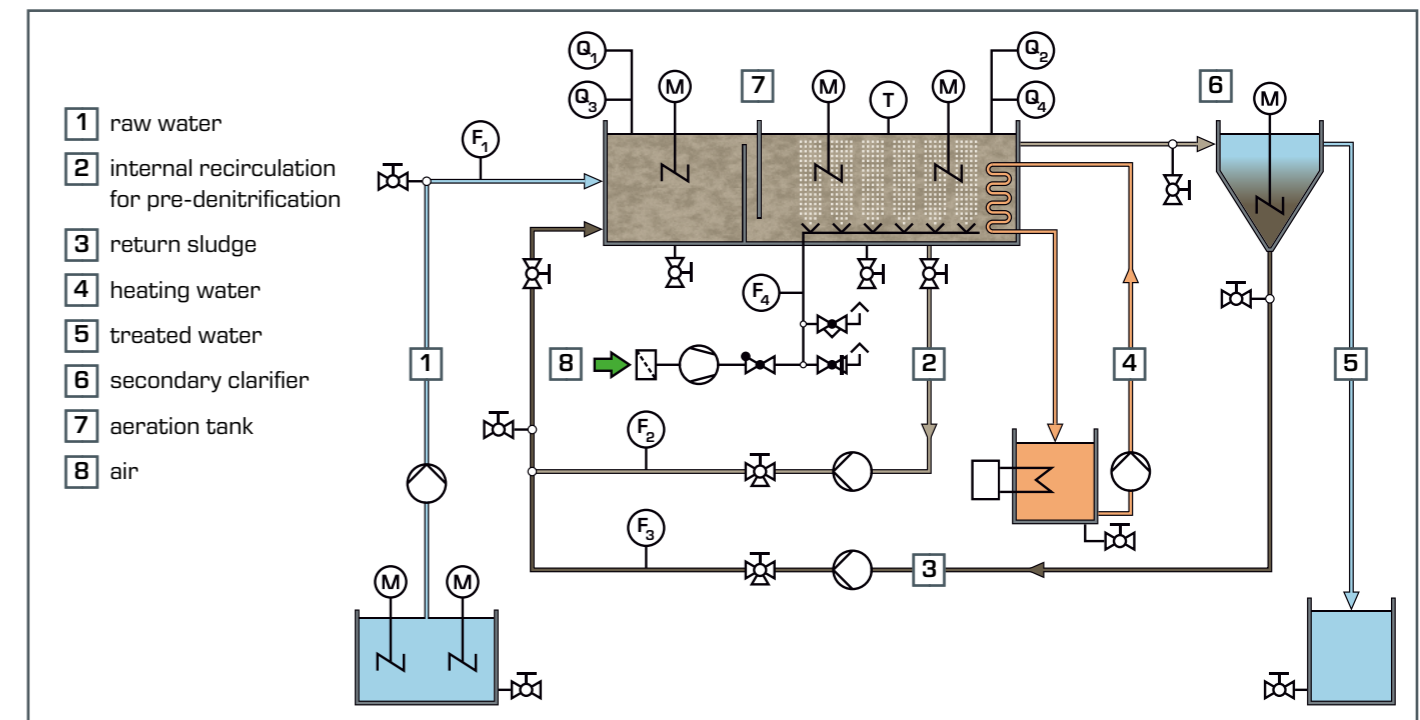 1 raw water
2 internal recirculation
for pre-denitrification
3 return sludge
4 heating water
5 treated water
6 secondary clarifier
7 aeration tank
8 air
Q1 Q2
Q3 M 7 M T M Q4 6 M
F1
F4
8 1 2 4 5
F2
F3
3
M M